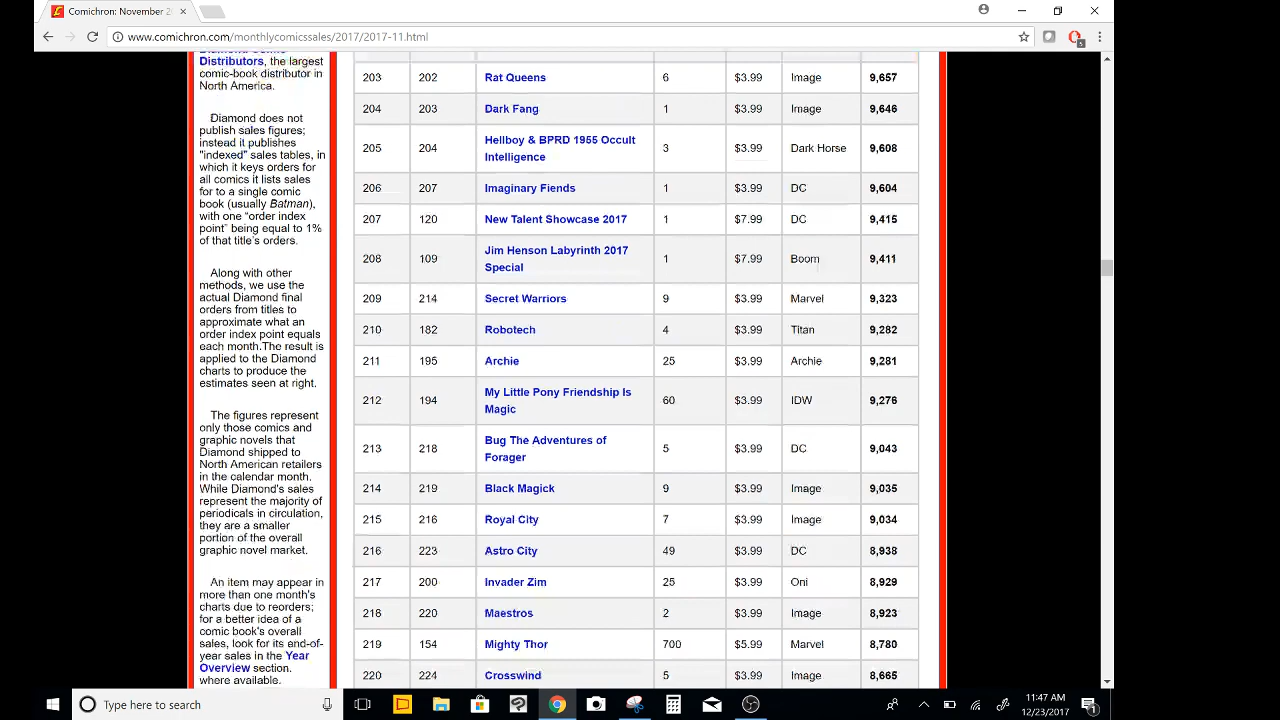 Comichron: November 2
www.comichron.com/monthlycomicssales/2017/2017-11.html
5
Diamond Comic
Distributors, the largest
comic-book distributor in
North America.
Diamond does not
publish sales figures;
instead it publishes
"indexed" sales tables, in
which it keys orders for
all comics it lists sales
for to a single comic
book (usually Batman),
with one "order index
point" being equal to 1%
of that title's orders.
Along with other
methods, we use the
actual Diamond final
orders from titles to
approximate what an
order index point equals
each month.The result is
applied to the Diamond
charts to produce the
estimates seen at right.
The figures represent
only those comics and
graphic novels that
Diamond shipped to
North American retailers
in the calendar month.
While Diamond's sales
represent the majority of
periodicals in circulation,
they are a smaller
portion of the overall
graphic novel market.
An item may appear in
more than one month's
charts due to reorders;
for a better idea of a
comic book's overall
sales, look for its end-of-
year sales in the Year
Overview section.
where available.
203 202 Rat Queens 6 $3.99 Image 9,657
204 203 Dark Fang 1 $3.99 Image 9,646
205 204 Hellboy & BPRD 1955 Occult 3 $3.99 Dark Horse 9,608
Intelligence
206 207 Imaginary Fiends 1 $3.99 DC 9,604
207 120 New Talent Showcase 2017 1 $7.99 DC 9,415
208 109 Jim Henson Labyrinth 2017 1 $7.99 Boom 9,411
Special
209 214 Secret Warriors 9 $3.99 Marvel 9,323
210 182 Robotech 4 $3.99 Titan 9,282
211 195 Archie 25 $3.99 Archie 9,281
212 194 My Little Pony Friendship Is 60 $3.99 IDW 9,276
Magic
213 218 Bug The Adventures of 5 $3.99 DC 9,043
Forager
214 219 Black Magick 9 $3.99 Image 9,035
215 216 Royal City 7 $3.99 Image 9,034
216 223 Astro City 49 $3.99 DC 8,938
217 200 Invader Zim 25 $3.99 Oni 8,929
218 220 Maestros 2 $3.99 Image 8,923
219 154 Mighty Thor 700 $5.99 Marvel 8,780
220 224 Crosswind 5 $3.99 Image 8,665
Type here to search
11:47 AM
12/23/2017
1